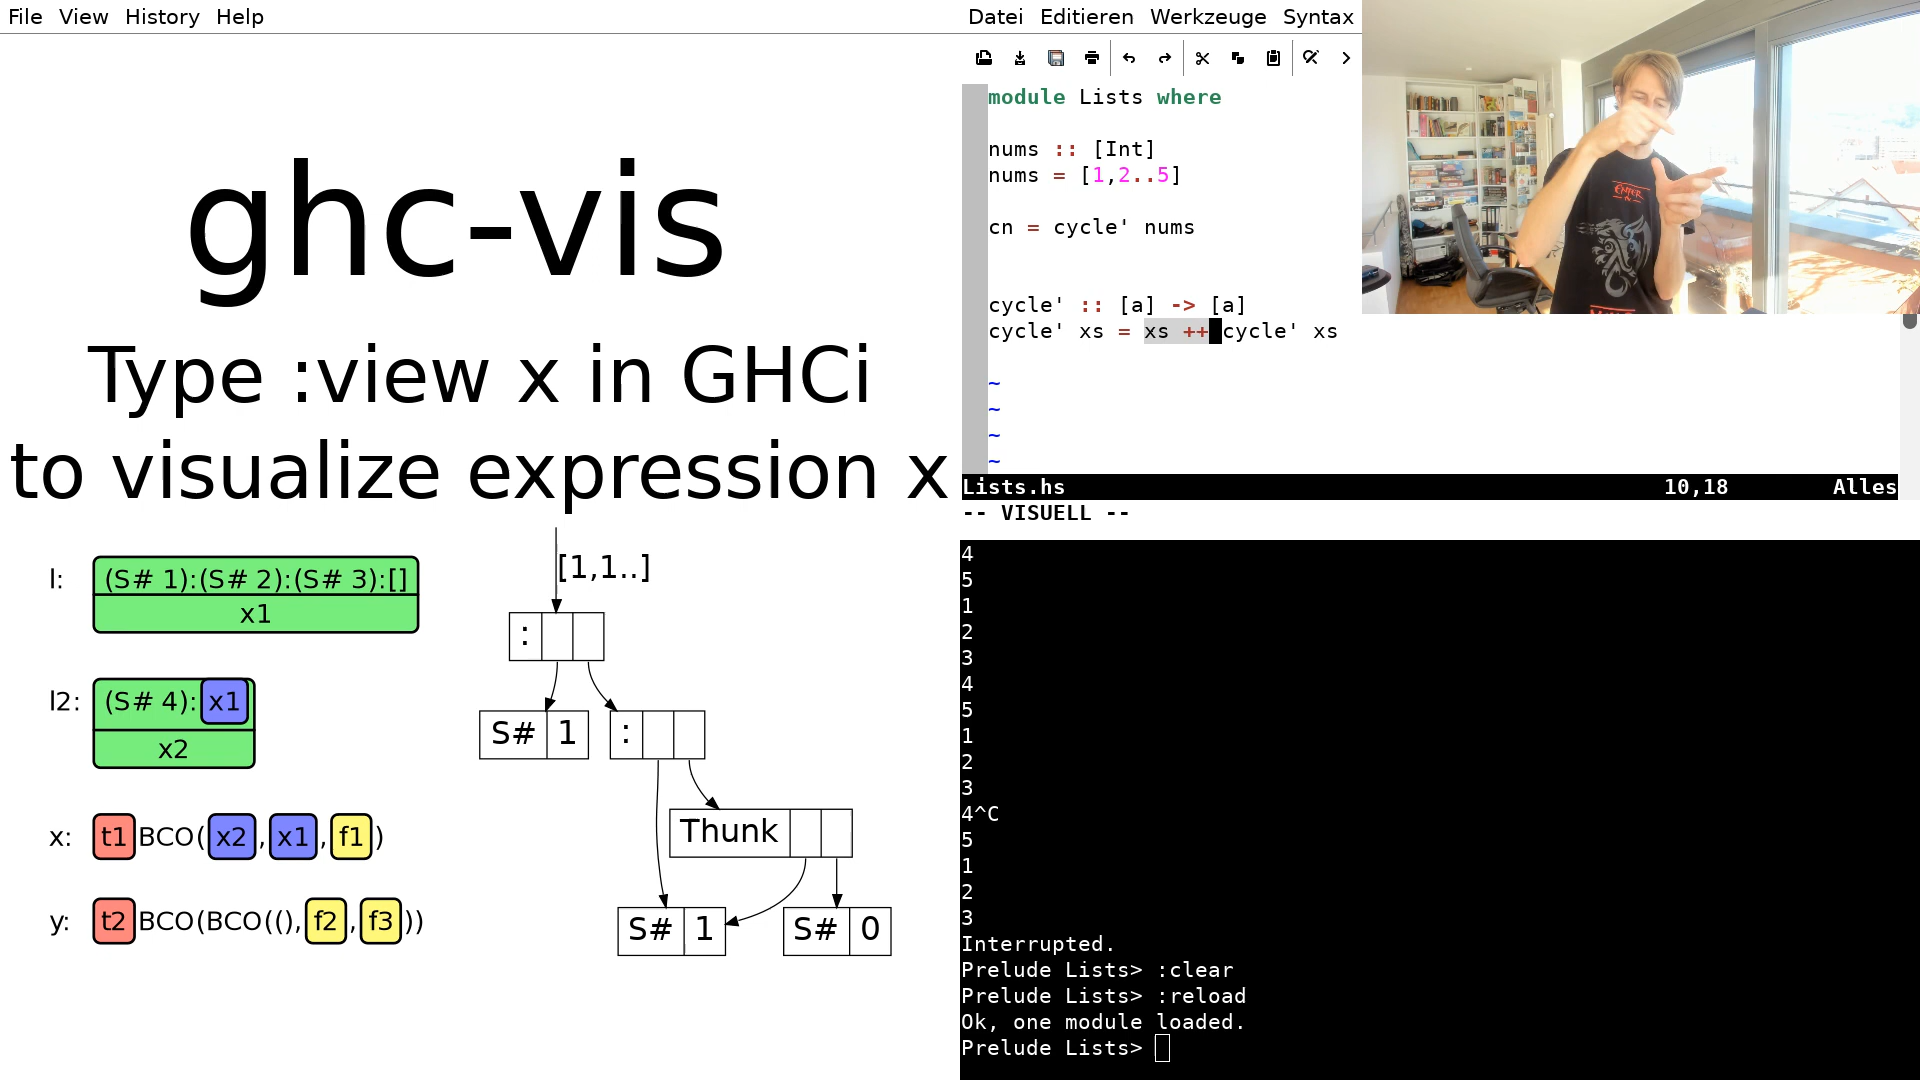 File View History Help
ghc-vis
Type :view x in GHCi
to visualize expression x
l: (S# 1):(S# 2):(S# 3):[]
x1
l2: (S# 4): x1
x2
x: t1 BCO( x2 , x1 , f1 )
y: t2 BCO(BCO((), f2 , f3 ))
[1,1..]
:
S# 1
:
Thunk
S# 1
S# 0
Datei Editieren Werkzeuge Syntax
module Lists where
nums :: [Int]
nums = [1,2..5]
cn = cycle' nums
cycle' :: [a] -> [a]
cycle' xs = xs ++ cycle' xs
~
~
~
~
Lists.hs 10,18 Alles
-- VISUELL --
ENTER
4
5
1
2
3
4
5
1
2
3
4^C
5
1
2
3
Interrupted.
Prelude Lists> :clear
Prelude Lists> :reload
Ok, one module loaded.
Prelude Lists>